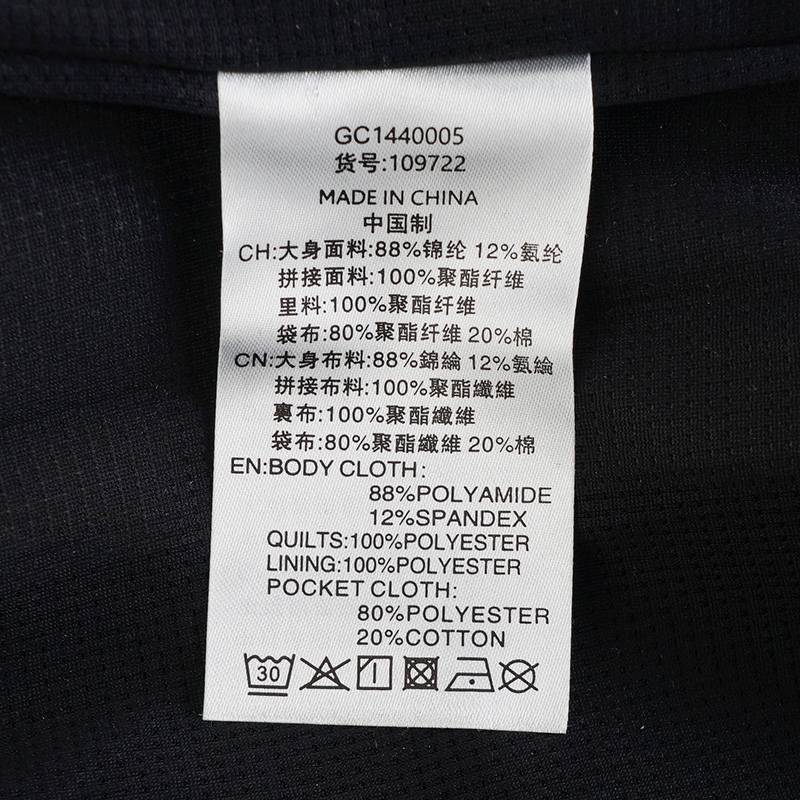 GC1440005
货号:109722
MADE IN CHINA
中国制
CH:大身面料:88%锦纶 12%氨纶
拼接面料:100%聚酯纤维
里料:100%聚酯纤维
袋布:80%聚酯纤维 20%棉
CN:大身布料:88%錦綸 12%氨綸
拼接布料:100%聚酯纖維
裏布:100%聚酯纖維
袋布:80%聚酯纖維 20%棉
EN:BODY CLOTH:
88%POLYAMIDE
12%SPANDEX
QUILTS:100%POLYESTER
LINING:100%POLYESTER
POCKET CLOTH:
80%POLYESTER
20%COTTON
30